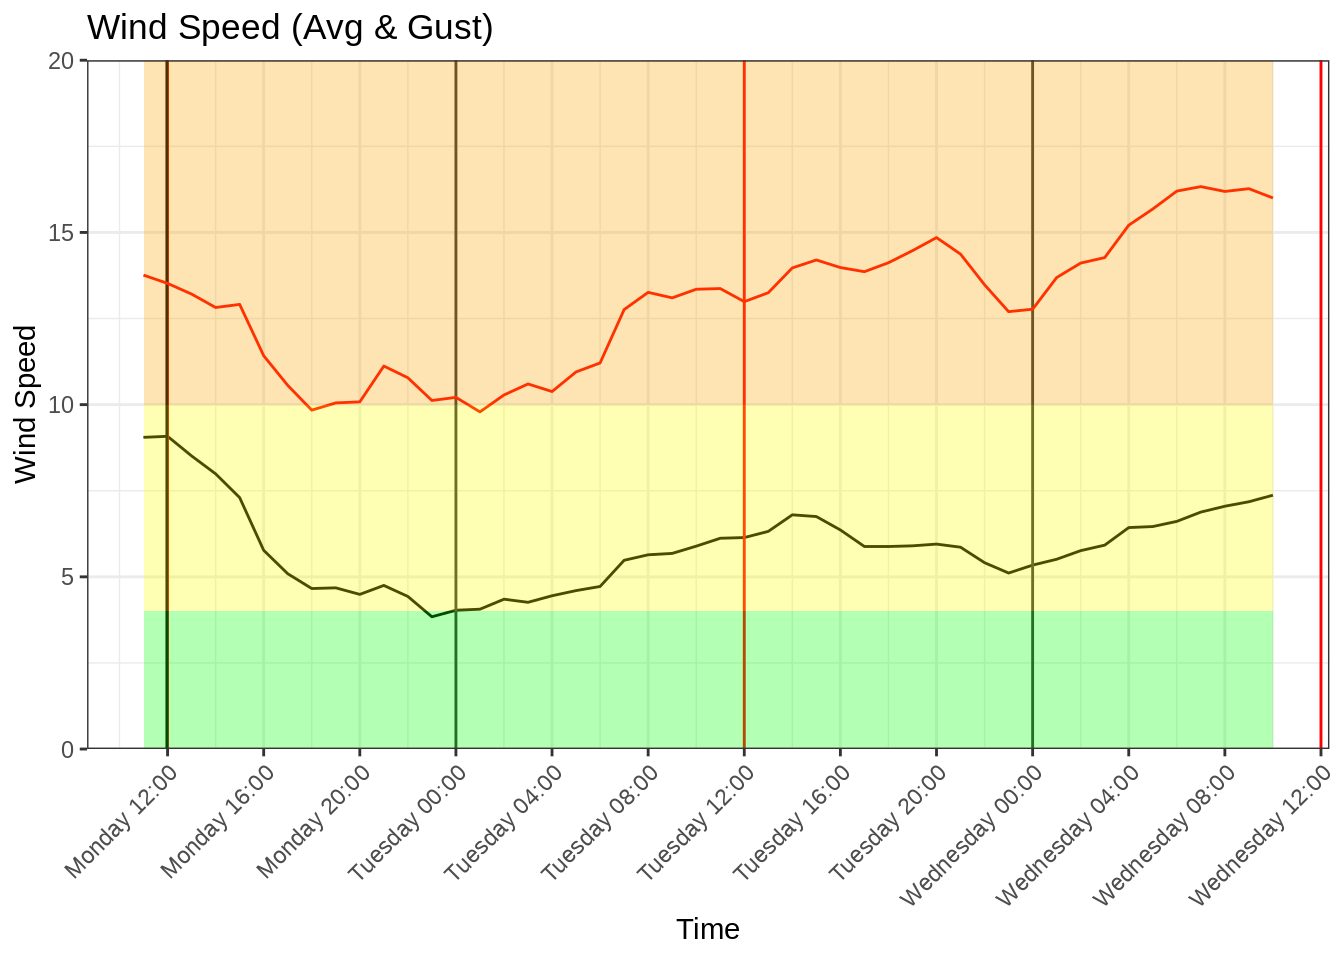 Wind Speed (Avg & Gust)
20
15
10
5
0
Wind Speed
Monday 12:00
Monday 16:00
Monday 20:00
Tuesday 00:00
Tuesday 04:00
Tuesday 08:00
Tuesday 12:00
Tuesday 16:00
Tuesday 20:00
Wednesday 00:00
Wednesday 04:00
Wednesday 08:00
Wednesday 12:00
Time